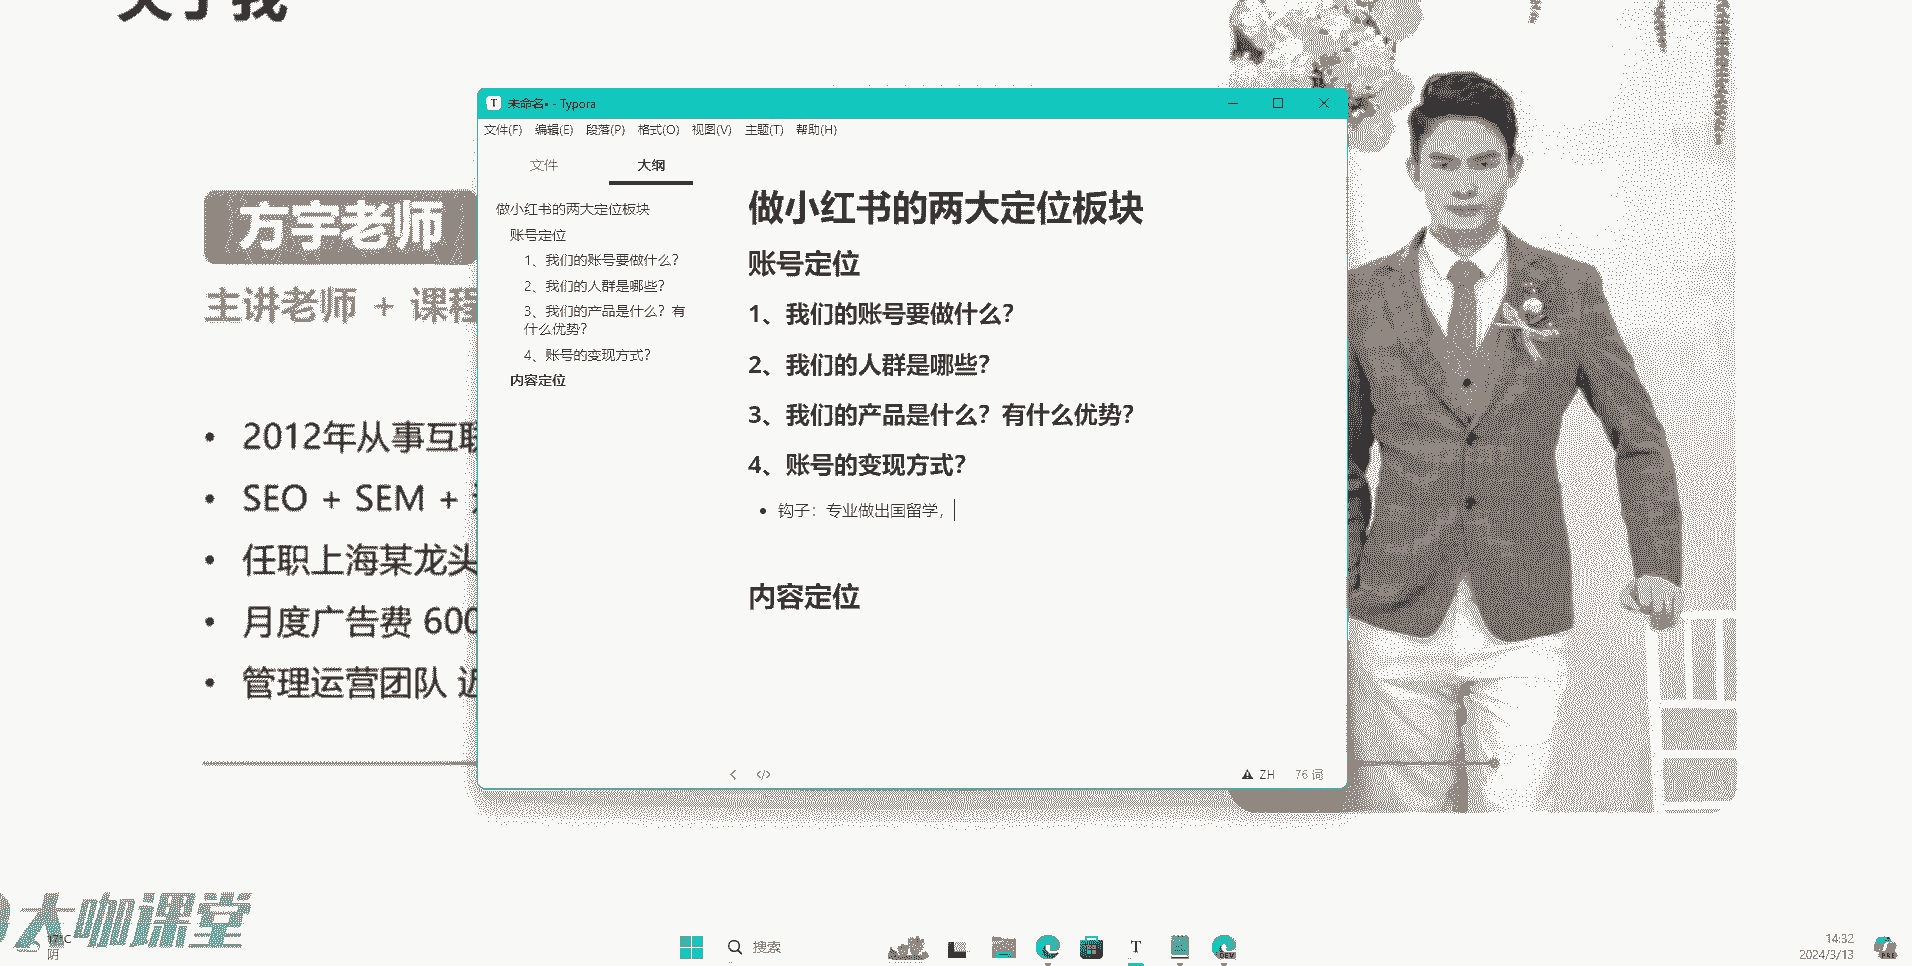 关于我
方宇老师
主讲老师 + 课程
• 2012年从事互联
• SEO + SEM +
• 任职上海某龙头
• 月度广告费 600
• 管理运营团队 近
未命名• - Typora
文件(F) 编辑(E) 段落(P) 格式(O) 视图(V) 主题(T) 帮助(H)
文件 大纲
做小红书的两大定位板块
账号定位
1、我们的账号要做什么？
2、我们的人群是哪些？
3、我们的产品是什么？有
什么优势？
4、账号的变现方式？
内容定位
做小红书的两大定位板块
账号定位
1、我们的账号要做什么？
2、我们的人群是哪些？
3、我们的产品是什么？有什么优势？
4、账号的变现方式？
• 钩子：专业做出国留学，
内容定位
ZH 76 词
大咖课堂
17°C
阴
搜索
14:32
2024/3/13